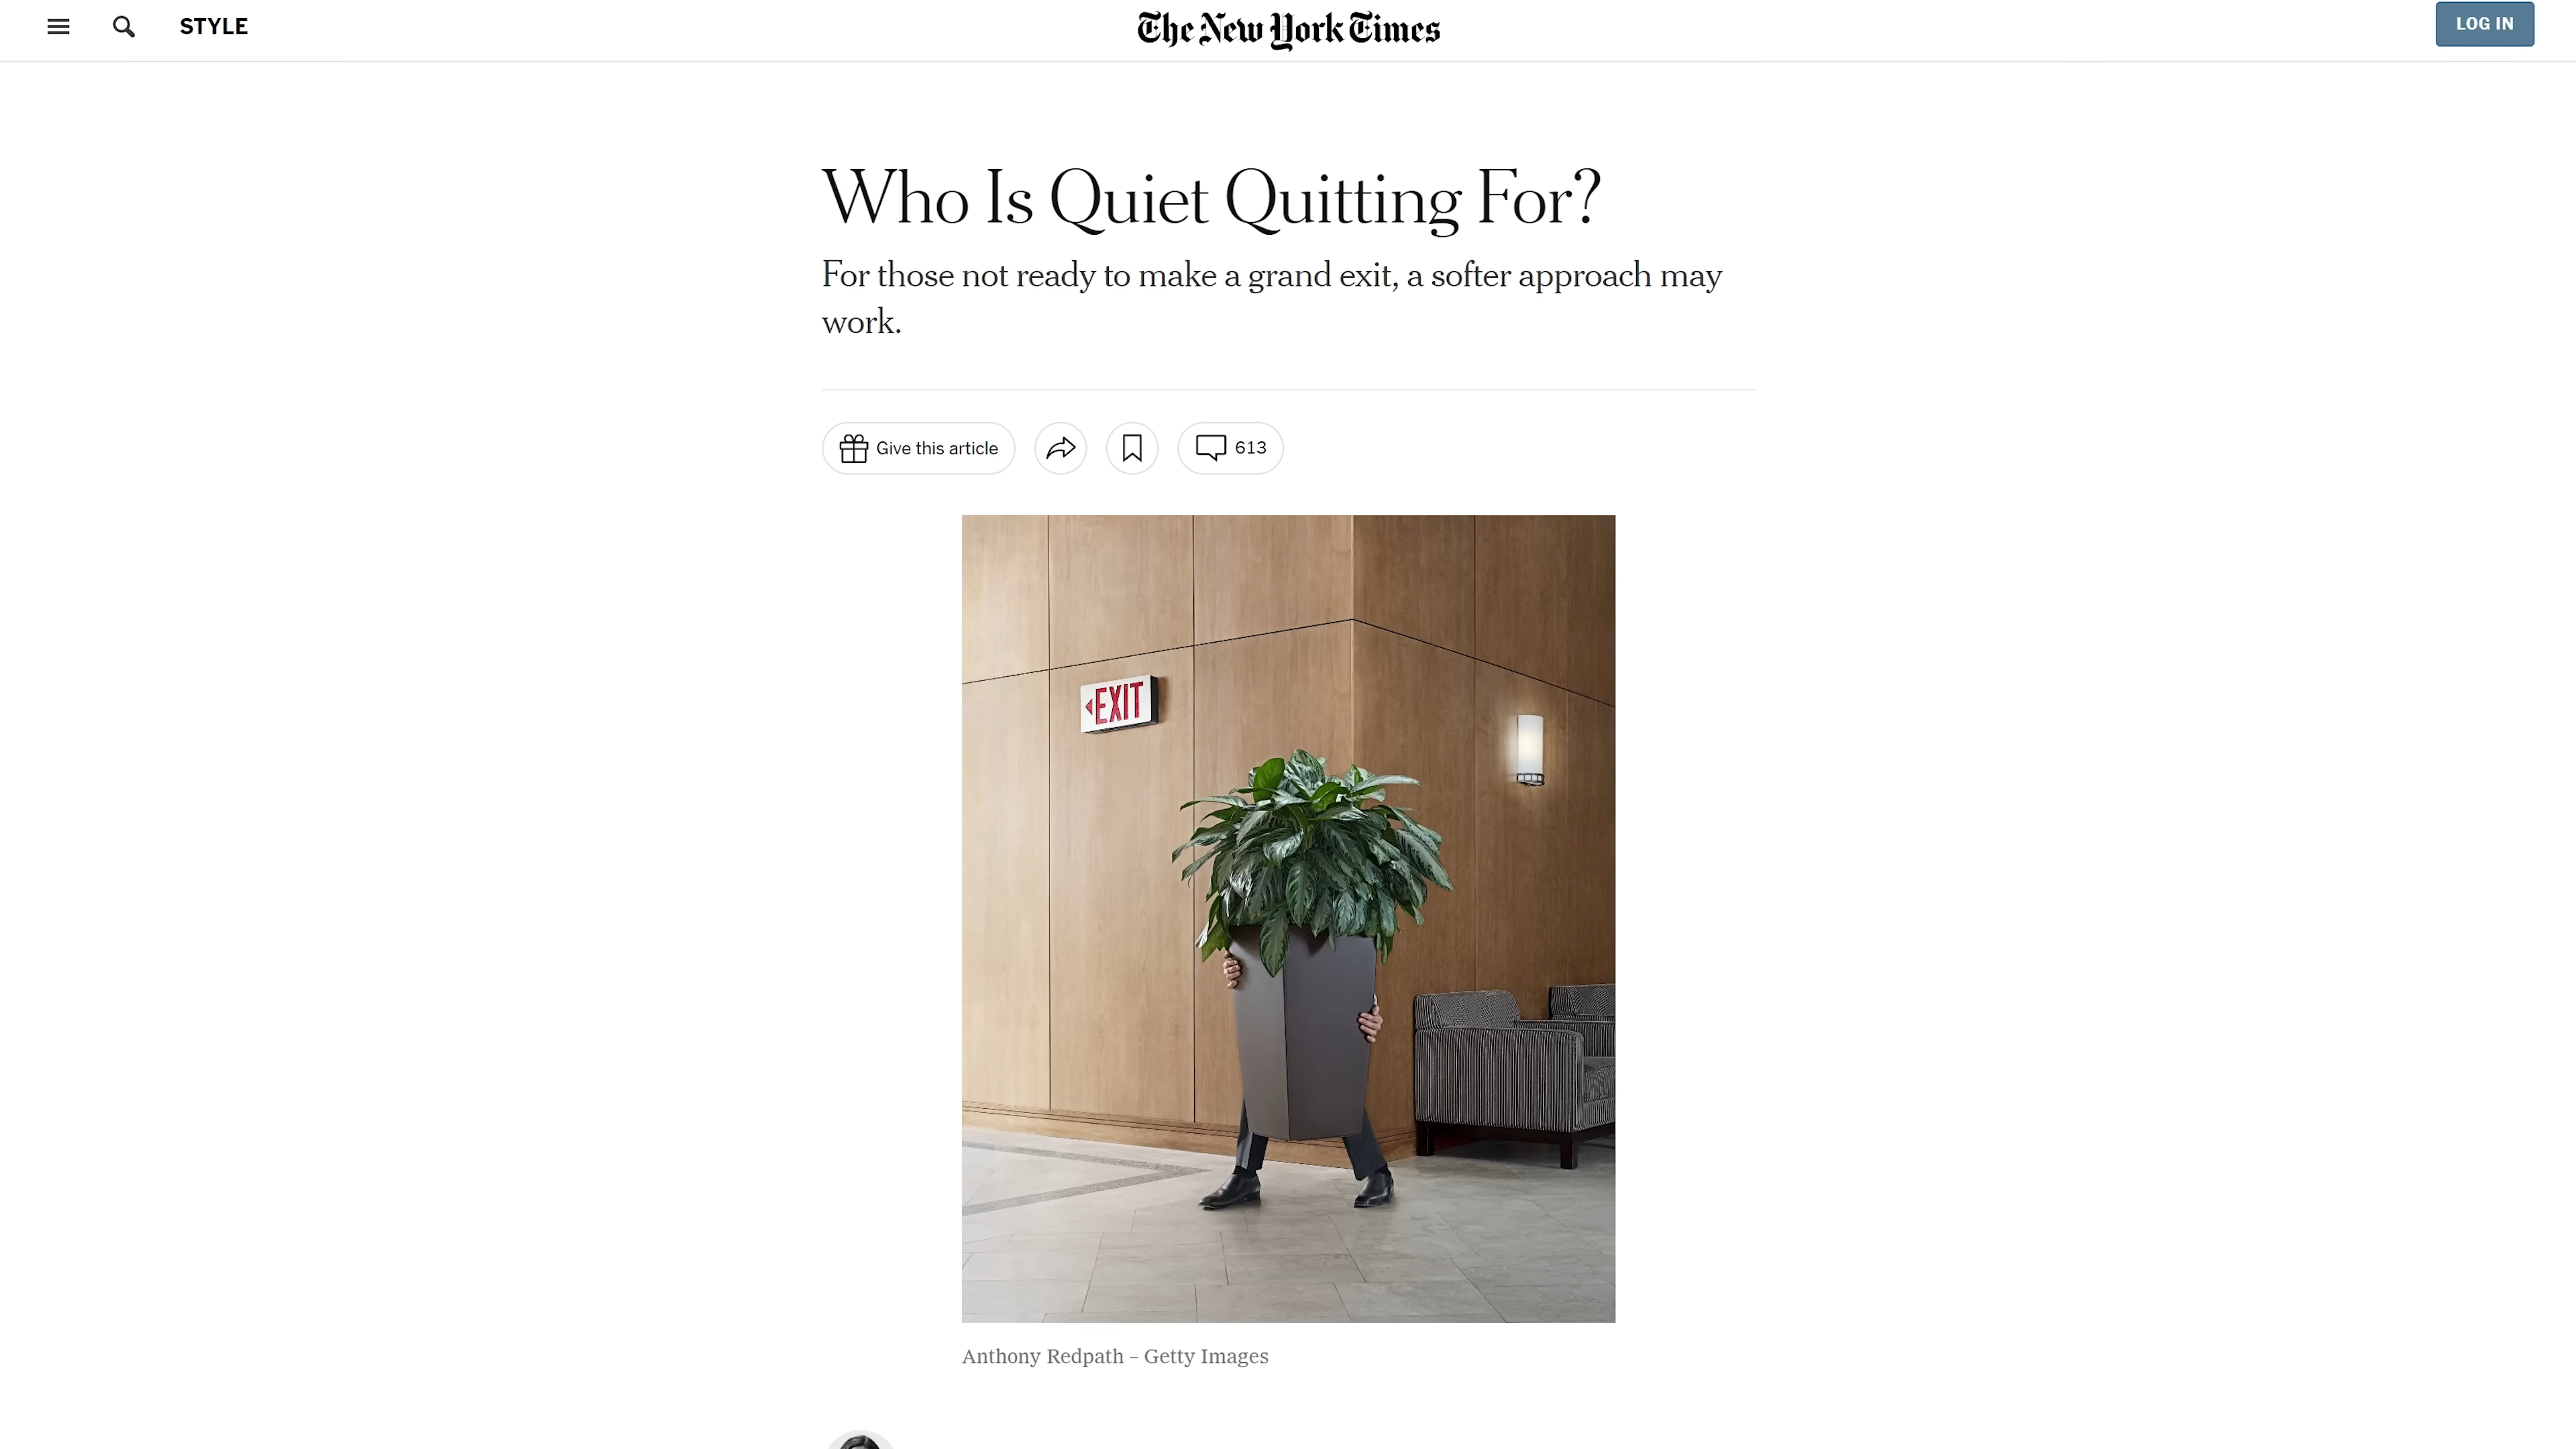 STYLE
The New York Times
LOG IN
Who Is Quiet Quitting For?
For those not ready to make a grand exit, a softer approach may
work.
Give this article
613
EXIT
Anthony Redpath – Getty Images